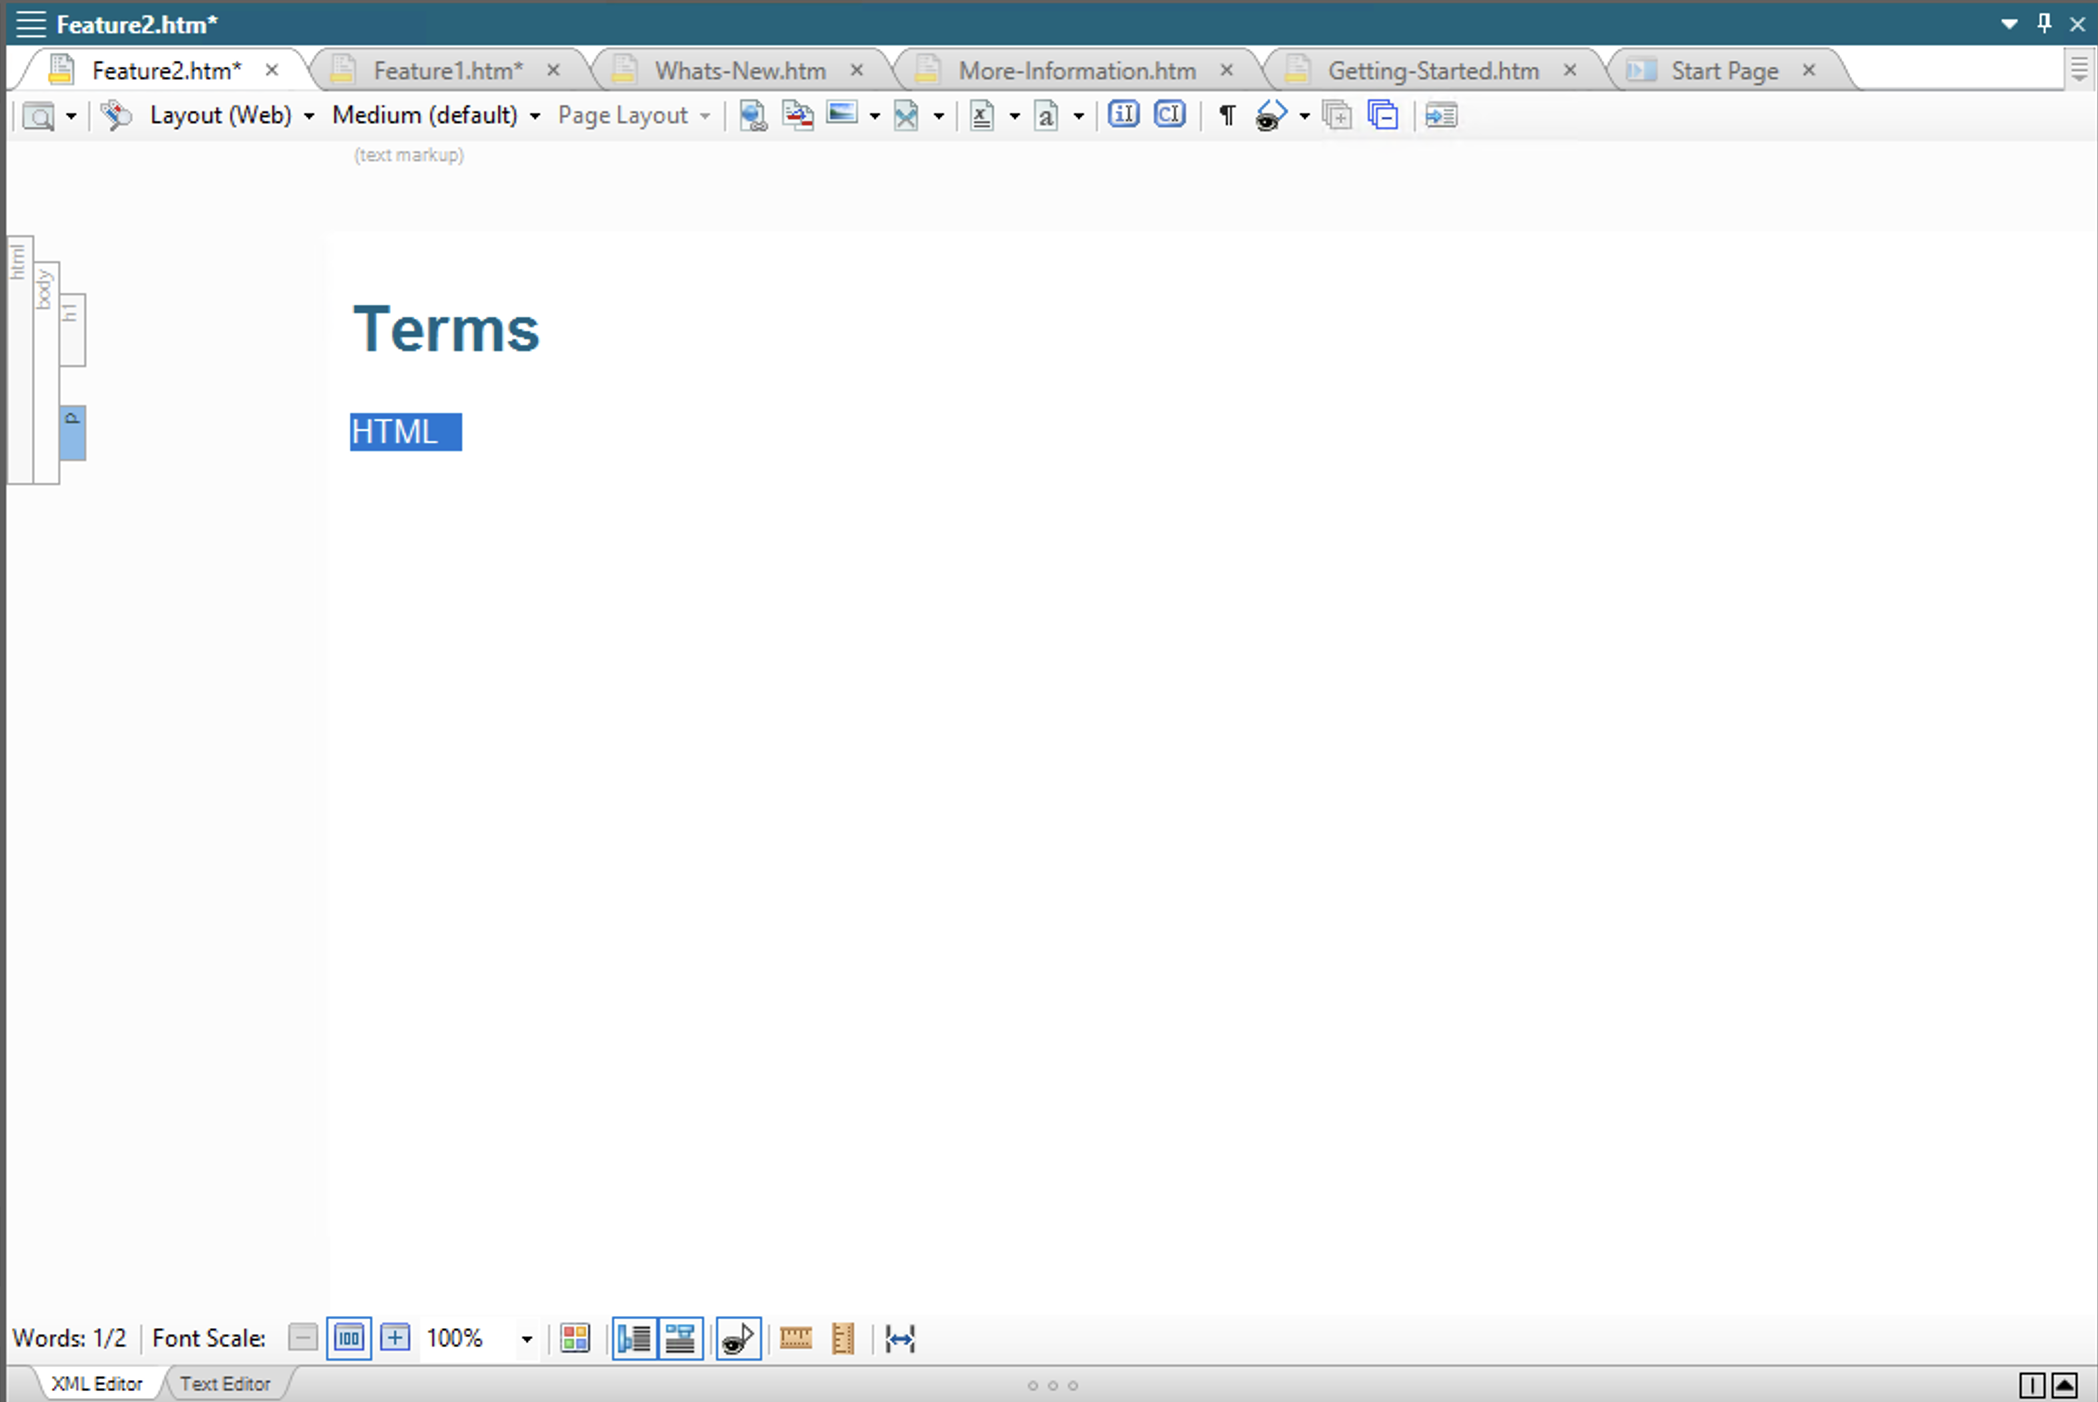 Feature2.htm*
Feature2.htm* Feature1.htm* Whats-New.htm More-Information.htm Getting-Started.htm Start Page
Layout (Web) Medium (default) Page Layout
(text markup)
html
body
h1
p
Terms
HTML
Words: 1/2 Font Scale: 100 100%
XML Editor Text Editor